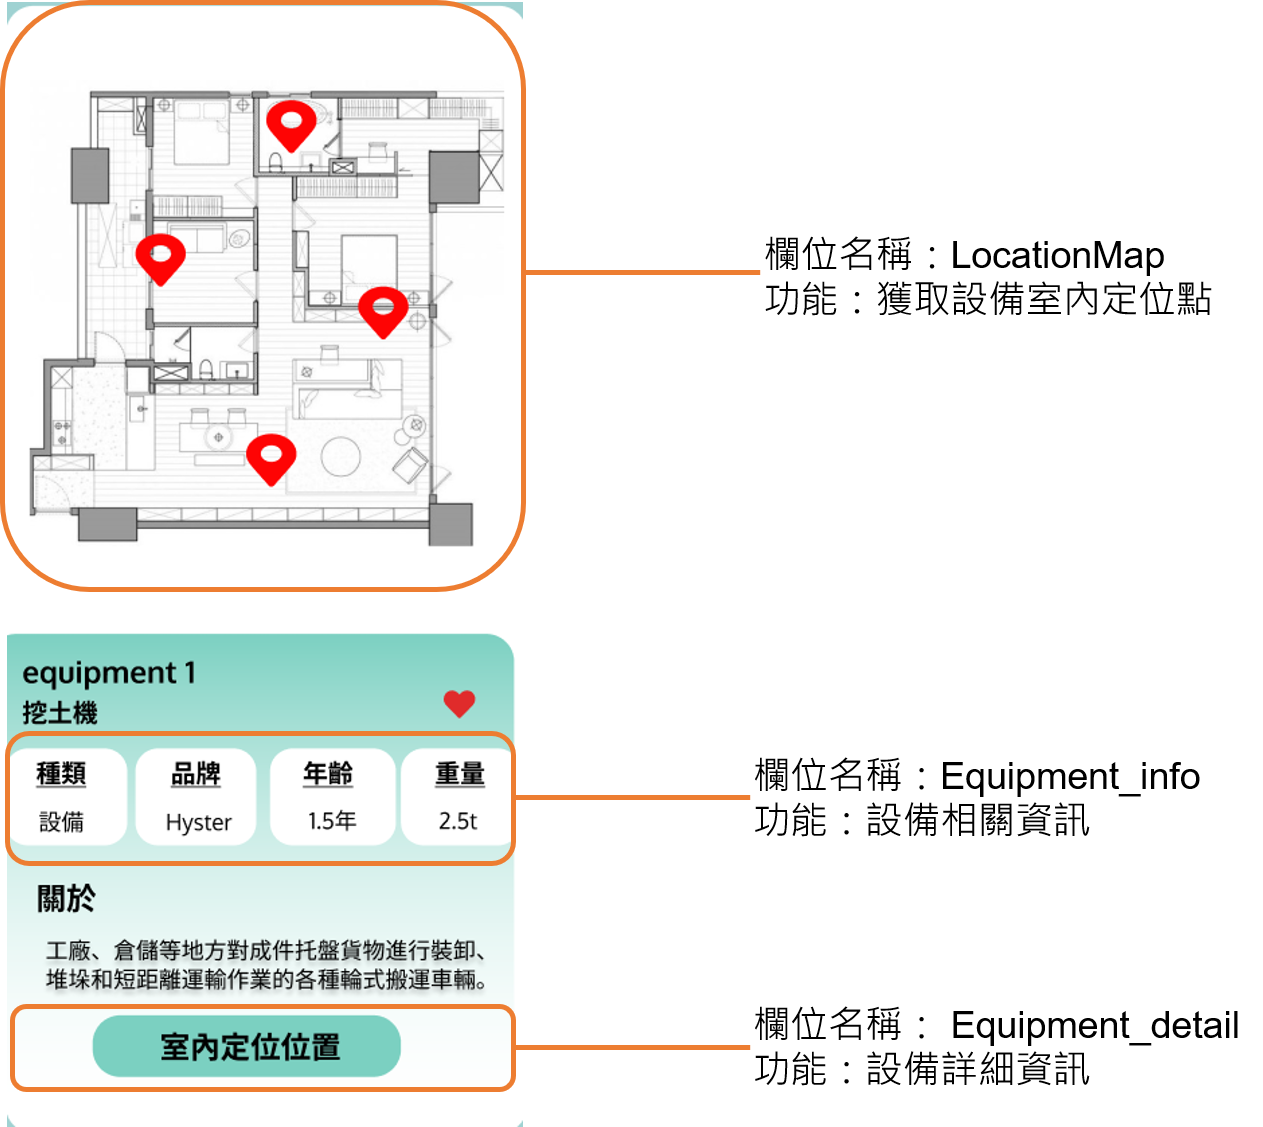 欄位名稱：LocationMap
功能：獲取設備室內定位點
equipment 1
挖土機
種類
設備
品牌
Hyster
年齡
1.5年
重量
2.5t
欄位名稱：Equipment_info
功能：設備相關資訊
關於
工廠、倉儲等地方對成件托盤貨物進行裝卸、
堆垛和短距離運輸作業的各種輪式搬運車輛。
室內定位位置
欄位名稱： Equipment_detail
功能：設備詳細資訊